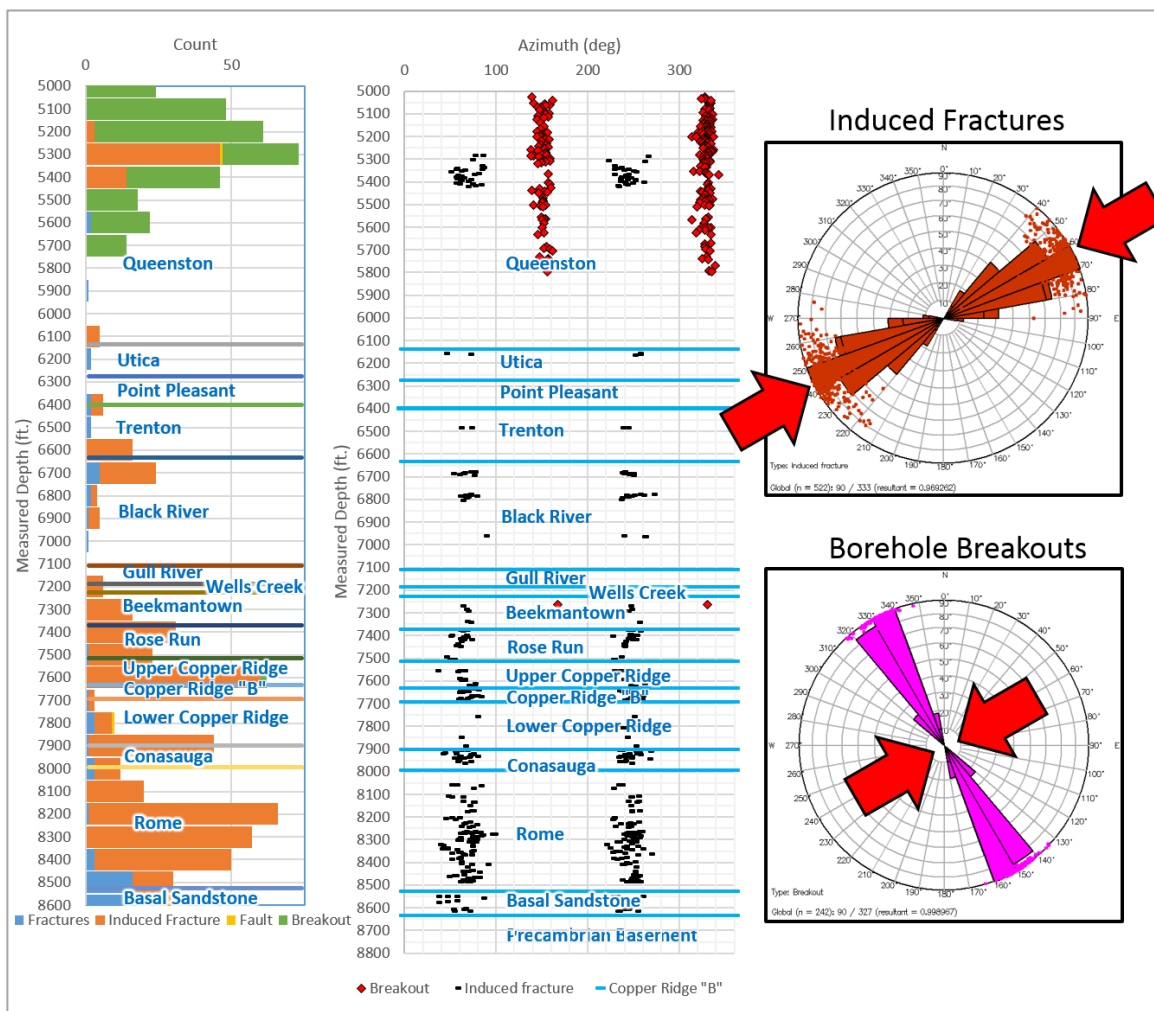 Count
0 50
Measured Depth (ft.)
5000
5100
5200
5300
5400
5500
5600
5700
5800
5900
6000
6100
6200
6300
6400
6500
6600
6700
6800
6900
7000
7100
7200
7300
7400
7500
7600
7700
7800
7900
8000
8100
8200
8300
8400
8500
8600
Queenston
Utica
Point Pleasant
Trenton
Black River
Gull River
Wells Creek
Beekmantown
Rose Run
Upper Copper Ridge
Copper Ridge "B"
Lower Copper Ridge
Conasauga
Rome
Basal Sandstone
Fractures Induced Fracture Fault Breakout
Azimuth (deg)
0 100 200 300
Measured Depth (ft.)
5000
5100
5200
5300
5400
5500
5600
5700
5800
5900
6000
6100
6200
6300
6400
6500
6600
6700
6800
6900
7000
7100
7200
7300
7400
7500
7600
7700
7800
7900
8000
8100
8200
8300
8400
8500
8600
8700
8800
Queenston
Utica
Point Pleasant
Trenton
Black River
Gull River
Wells Creek
Beekmantown
Rose Run
Upper Copper Ridge
Copper Ridge "B"
Lower Copper Ridge
Conasauga
Rome
Basal Sandstone
Precambrian Basement
Breakout Induced fracture Copper Ridge "B"
Induced Fractures
N
W
E
Type: Induced fracture
Global (n = 522): 90 / 333 (resultant = 0.969262)
Borehole Breakouts
N
W
E
Type: Breakout
Global (n = 242): 90 / 327 (resultant = 0.998967)